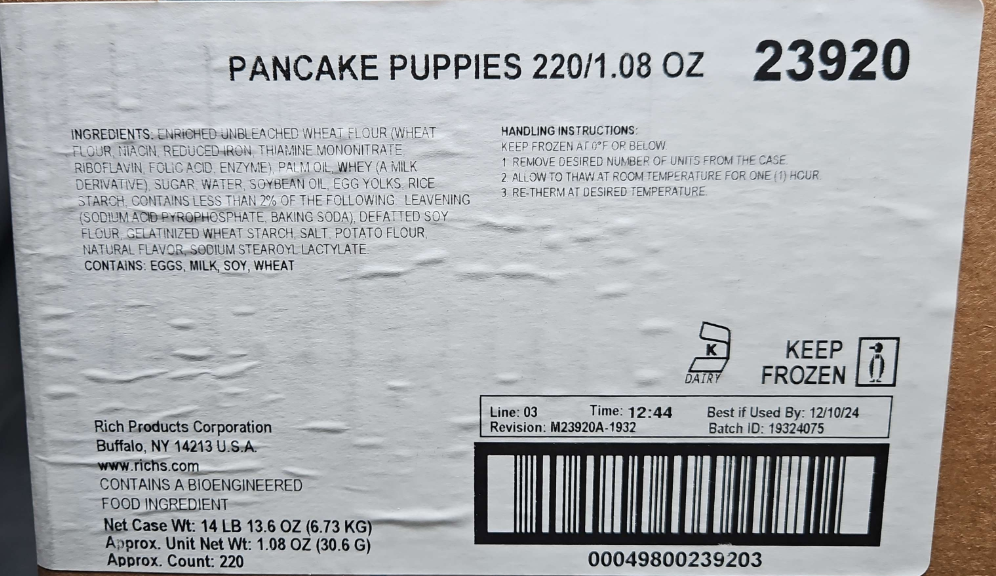 PANCAKE PUPPIES 220/1.08 OZ 23920
INGREDIENTS: ENRICHED UNBLEACHED WHEAT FLOUR (WHEAT
FLOUR, NIACIN, REDUCED IRON, THIAMINE MONONITRATE,
RIBOFLAVIN, FOLIC ACID, ENZYME), PALM OIL, WHEY (A MILK
DERIVATIVE), SUGAR, WATER, SOYBEAN OIL, EGG YOLKS, RICE
STARCH, CONTAINS LESS THAN 2% OF THE FOLLOWING: LEAVENING
(SODIUM ACID PYROPHOSPHATE, BAKING SODA), DEFATTED SOY
FLOUR, GELATINIZED WHEAT STARCH, SALT, POTATO FLOUR,
NATURAL FLAVOR, SODIUM STEAROYL LACTYLATE.
CONTAINS: EGGS, MILK, SOY, WHEAT
HANDLING INSTRUCTIONS:
KEEP FROZEN AT 0°F OR BELOW
1. REMOVE DESIRED NUMBER OF UNITS FROM THE CASE.
2. ALLOW TO THAW AT ROOM TEMPERATURE FOR ONE (1) HOUR.
3. RE-THERM AT DESIRED TEMPERATURE.
K
DAIRY
KEEP
FROZEN
Line: 03 Time: 12:44 Best if Used By: 12/10/24
Revision: M23920A-1932 Batch ID: 19324075
00049800239203
Rich Products Corporation
Buffalo, NY 14213 U.S.A.
www.richs.com
CONTAINS A BIOENGINEERED
FOOD INGREDIENT
Net Case Wt: 14 LB 13.6 OZ (6.73 KG)
Approx. Unit Net Wt: 1.08 OZ (30.6 G)
Approx. Count: 220